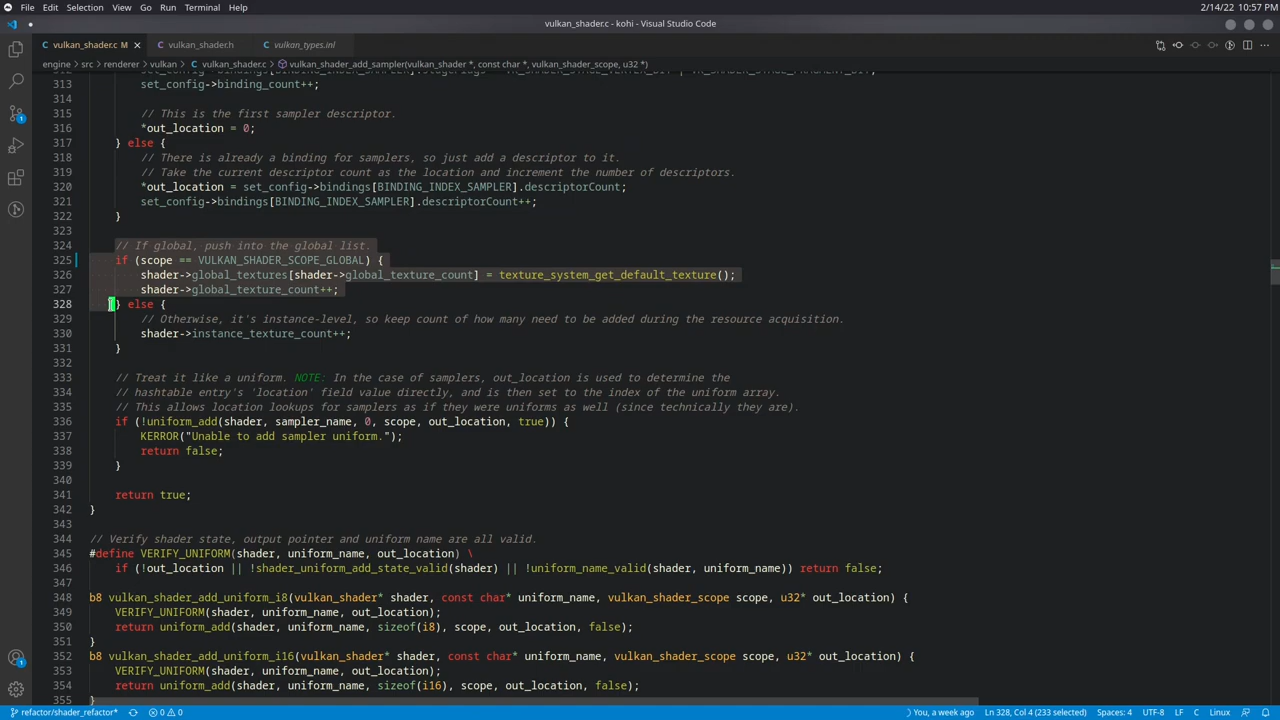 File Edit Selection View Go Run Terminal Help 2/14/22 10:57 PM
vulkan_shader.c - kohi - Visual Studio Code
vulkan_shader.c M vulkan_shader.h vulkan_types.inl
engine > src > renderer > vulkan > vulkan_shader.c > vulkan_shader_add_sampler(vulkan_shader *, const char *, vulkan_shader_scope, u32 *)
313 set_config->binding_count++;
314
315 // This is the first sampler descriptor.
316 *out_location = 0;
317 } else {
318 // There is already a binding for samplers, so just add a descriptor to it.
319 // Take the current descriptor count as the location and increment the number of descriptors.
320 *out_location = set_config->bindings[BINDING_INDEX_SAMPLER].descriptorCount;
321 set_config->bindings[BINDING_INDEX_SAMPLER].descriptorCount++;
322 }
323
324 // If global, push into the global list.
325 if (scope == VULKAN_SHADER_SCOPE_GLOBAL) {
326 shader->global_textures[shader->global_texture_count] = texture_system_get_default_texture();
327 shader->global_texture_count++;
328 } else {
329 // Otherwise, it's instance-level, so keep count of how many need to be added during the resource acquisition.
330 shader->instance_texture_count++;
331 }
332
333 // Treat it like a uniform. NOTE: In the case of samplers, out_location is used to determine the
334 // hashtable entry's 'location' field value directly, and is then set to the index of the uniform array.
335 // This allows location lookups for samplers as if they were uniforms as well (since technically they are).
336 if (!uniform_add(shader, sampler_name, 0, scope, out_location, true)) {
337 KERROR("Unable to add sampler uniform.");
338 return false;
339 }
340
341 return true;
342 }
343
344 // Verify shader state, output pointer and uniform name are all valid.
345 #define VERIFY_UNIFORM(shader, uniform_name, out_location) \
346 if (!out_location || !shader_uniform_add_state_valid(shader) || !uniform_name_valid(shader, uniform_name)) return false;
347
348 b8 vulkan_shader_add_uniform_i8(vulkan_shader* shader, const char* uniform_name, vulkan_shader_scope scope, u32* out_location) {
349 VERIFY_UNIFORM(shader, uniform_name, out_location);
350 return uniform_add(shader, uniform_name, sizeof(i8), scope, out_location, false);
351 }
352 b8 vulkan_shader_add_uniform_i16(vulkan_shader* shader, const char* uniform_name, vulkan_shader_scope scope, u32* out_location) {
353 VERIFY_UNIFORM(shader, uniform_name, out_location);
354 return uniform_add(shader, uniform_name, sizeof(i16), scope, out_location, false);
355 }
refactor/shader_refactor* 0 0 You, a week ago Ln 328, Col 4 (233 selected) Spaces: 4 UTF-8 LF C Linux